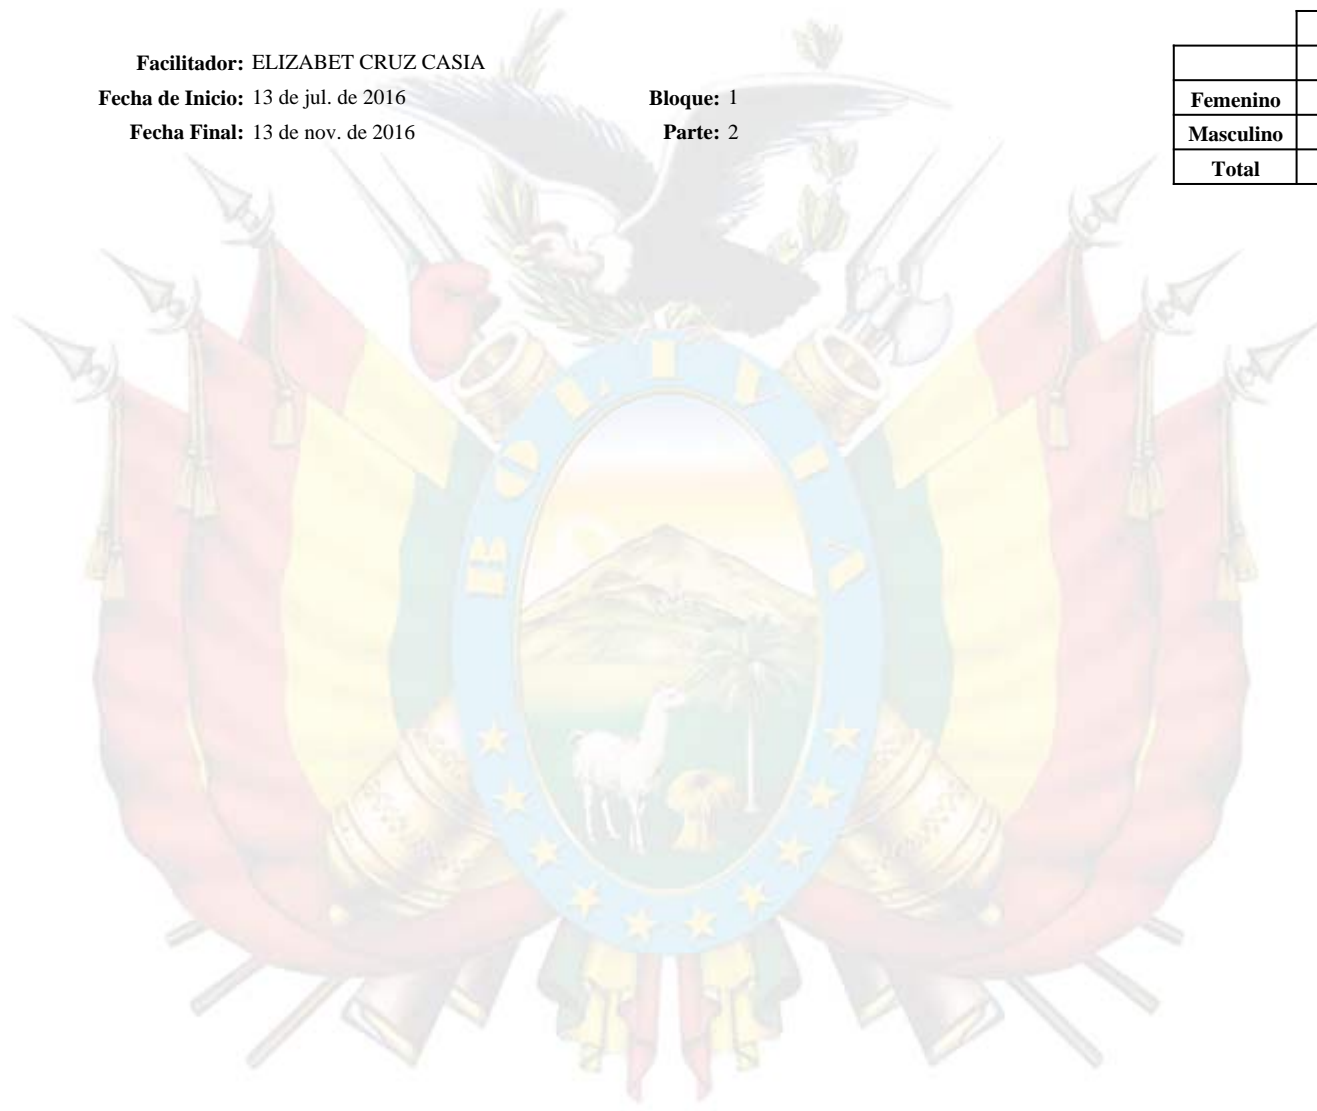 Facilitador: ELIZABET CRUZ CASIA
Fecha de Inicio: 13 de jul. de 2016 Bloque: 1
Fecha Final: 13 de nov. de 2016 Parte: 2
Femenino
Masculino
Total
BOLIVIA